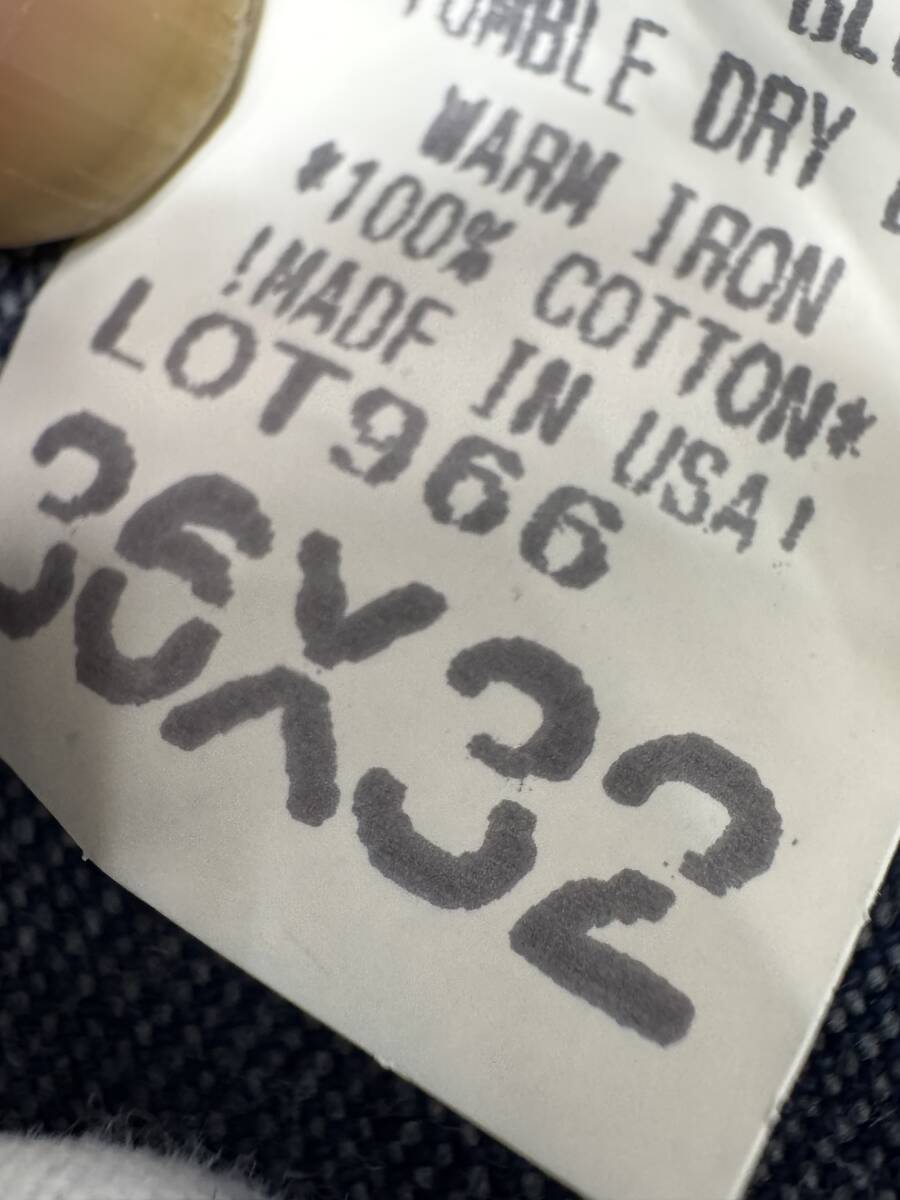 TUMBLE DRY
WARM IRON
*100% COTTON*
!MADE IN USA!
LOT966
36X32